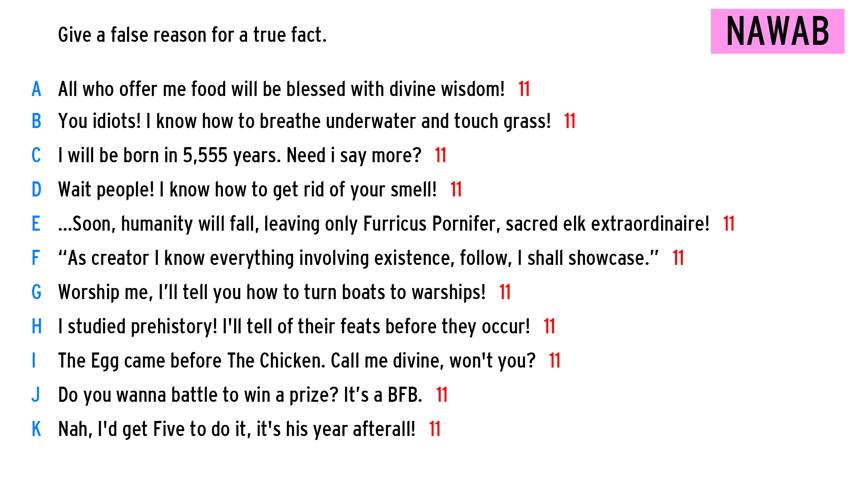 Give a false reason for a true fact.
NAWAB
A All who offer me food will be blessed with divine wisdom! 11
B You idiots! I know how to breathe underwater and touch grass! 11
C I will be born in 5,555 years. Need i say more? 11
D Wait people! I know how to get rid of your smell! 11
E ...Soon, humanity will fall, leaving only Furricus Pornifer, sacred elk extraordinaire! 11
F “As creator I know everything involving existence, follow, I shall showcase.” 11
G Worship me, I’ll tell you how to turn boats to warships! 11
H I studied prehistory! I'll tell of their feats before they occur! 11
I The Egg came before The Chicken. Call me divine, won't you? 11
J Do you wanna battle to win a prize? It’s a BFB. 11
K Nah, I'd get Five to do it, it's his year afterall! 11